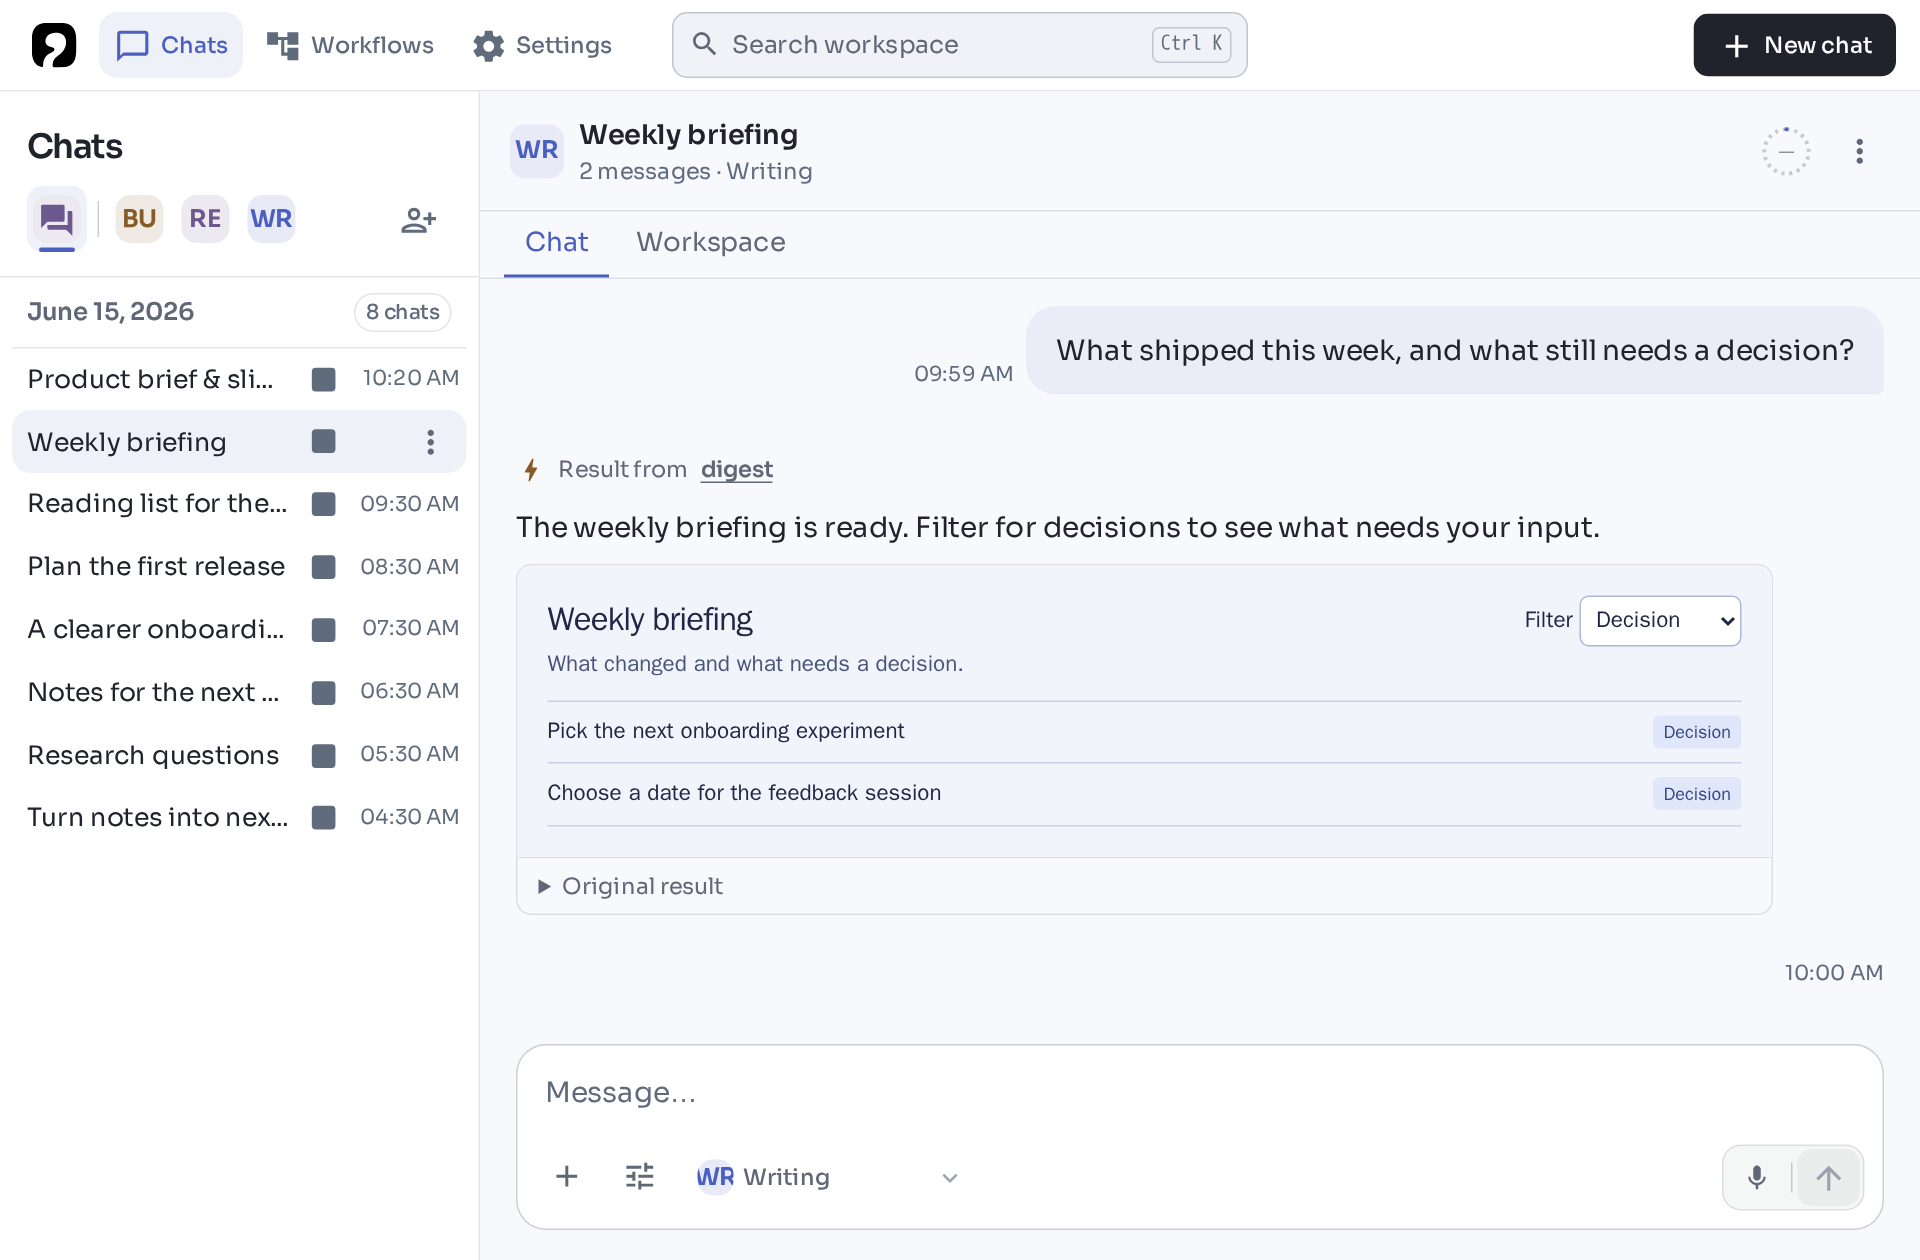 Chats
Workflows
Settings
Search workspace
Ctrl K
New chat
Chats
BU
RE
WR
June 15, 2026
8 chats
Product brief & sli...
10:20 AM
Weekly briefing
Reading list for the...
09:30 AM
Plan the first release
08:30 AM
A clearer onboardi...
07:30 AM
Notes for the next ...
06:30 AM
Research questions
05:30 AM
Turn notes into nex...
04:30 AM
WR
Weekly briefing
2 messages · Writing
Chat
Workspace
What shipped this week, and what still needs a decision?
09:59 AM
Result from digest
The weekly briefing is ready. Filter for decisions to see what needs your input.
Weekly briefing
Filter
Decision
What changed and what needs a decision.
Pick the next onboarding experiment
Decision
Choose a date for the feedback session
Decision
Original result
10:00 AM
Message...
WR
Writing